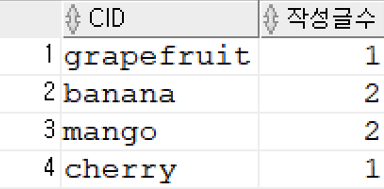 CID 작성글수
1 grapefruit 1
2 banana 2
3 mango 2
4 cherry 1